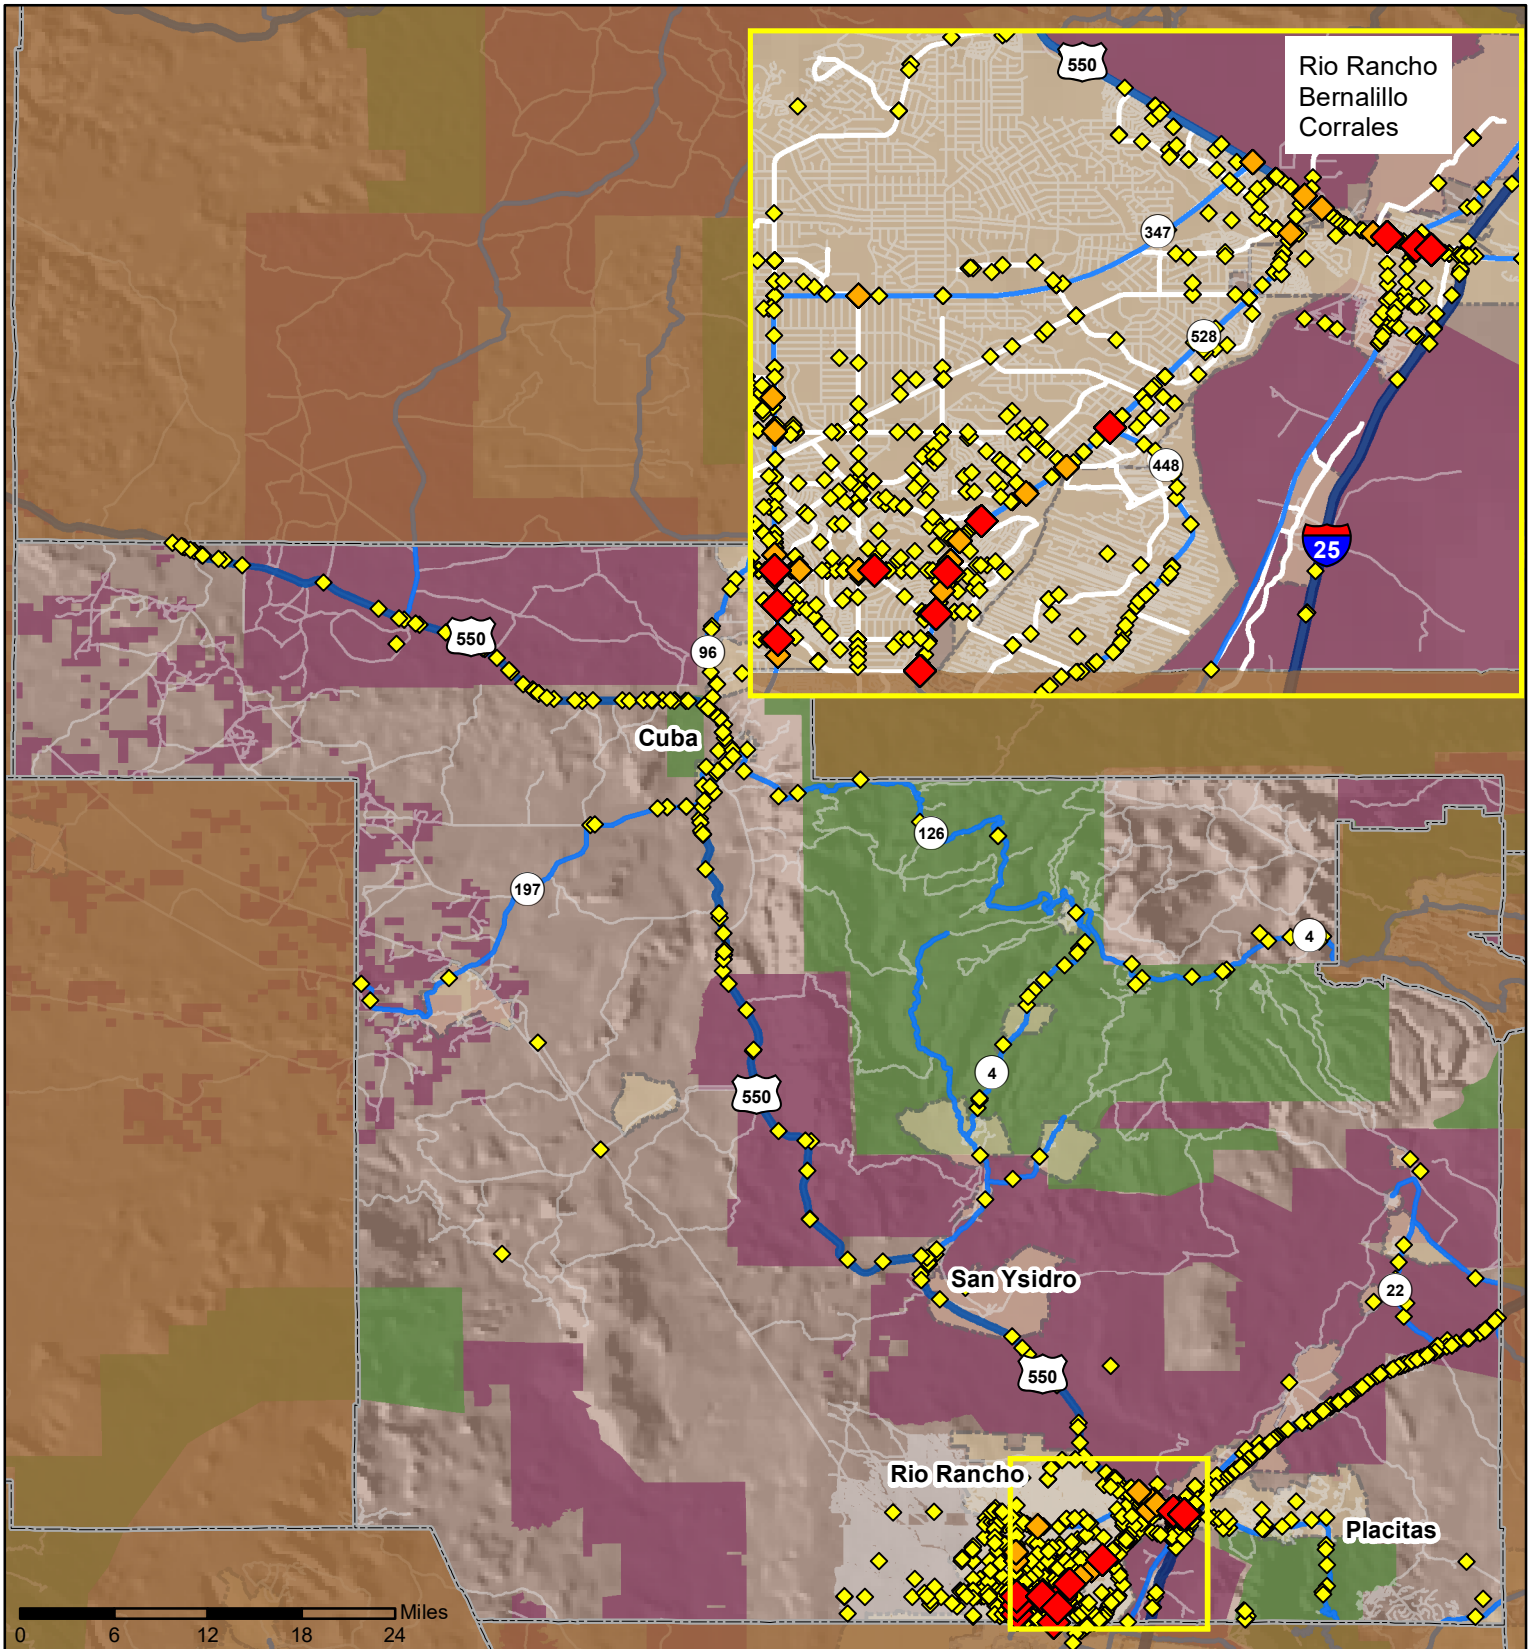 550
Rio Rancho
Bernalillo
Corrales
347
528
448
25
550
96
Cuba
126
197
4
4
550
San Ysidro
22
550
Rio Rancho
Placitas
Miles
0 6 12 18 24